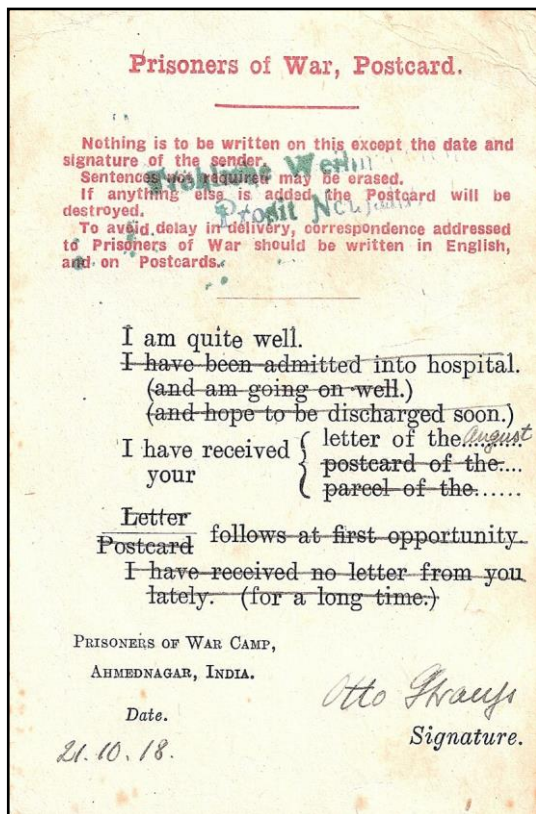 Prisoners of War, Postcard.
Nothing is to be written on this except the date and
signature of the sender.
Sentences not required may be erased.
If anything else is added the Postcard will be
destroyed.
To avoid delay in delivery, correspondence addressed
to Prisoners of War should be written in English,
and on Postcards.
Prosit
I am quite well.
I have been admitted into hospital.
(and am going on well.)
(and hope to be discharged soon.)
I have received your
letter of the....August....
postcard of the....
parcel of the......
Letter
Postcard follows at first opportunity.
I have received no letter from you
lately. (for a long time.)
PRISONERS OF WAR CAMP,
AHMEDNAGAR, INDIA.
Otto Strauss
Date.
Signature.
21.10.18.